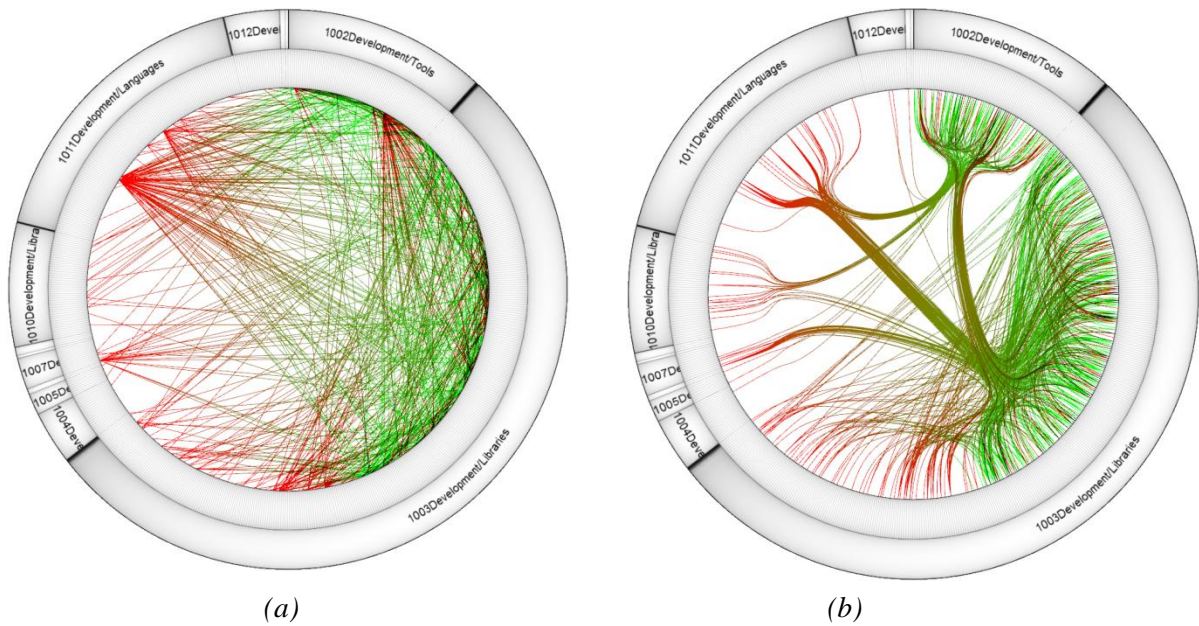 1012Devel
1002Development/Tools
1011Development/Languages
1010Development/Libra
1007De
1005De
1004Deve
1003Development/Libraries
1012Devel
1002Development/Tools
1011Development/Languages
1010Development/Libra
1007De
1005De
1004Deve
1003Development/Libraries
(a)
(b)